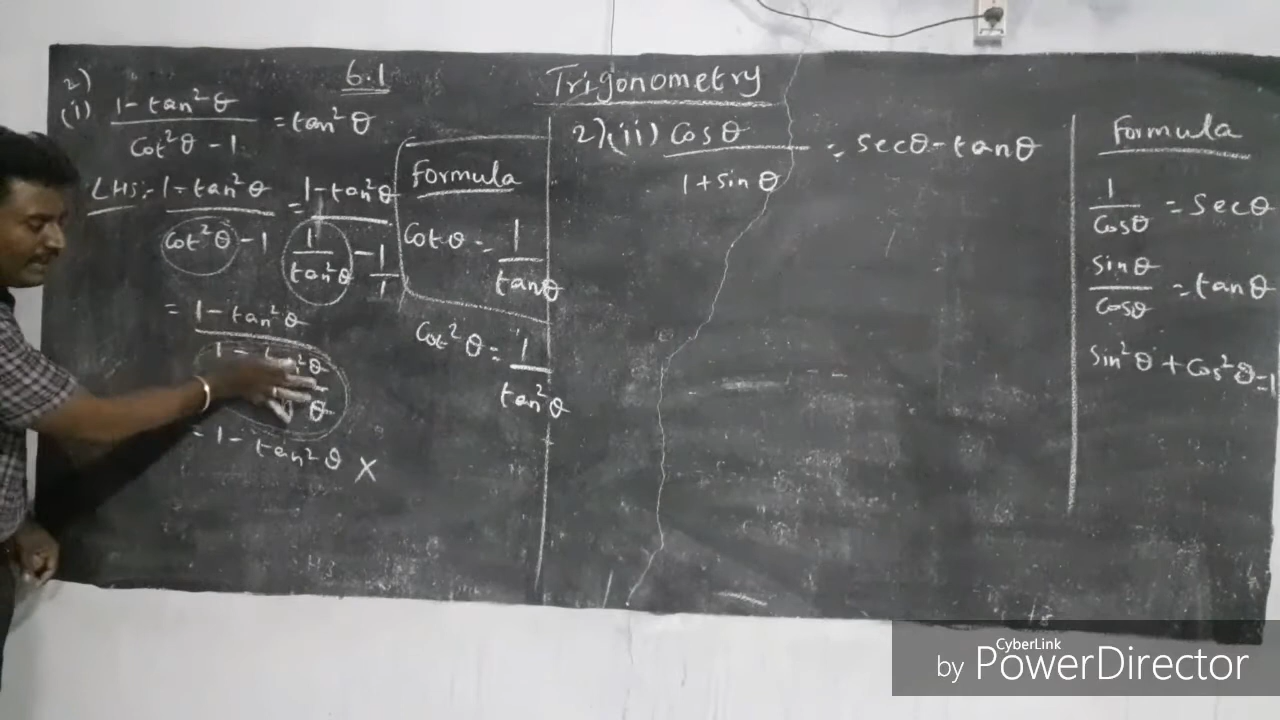 6.1
Trigonometry
2)
(i) 1 - tan²θ / cot²θ - 1 = tan²θ
LHS:- 1 - tan²θ / cot²θ - 1 = 1 - tan²θ / 1/tan²θ - 1/1
= 1 - tan²θ
1 -
²θ
θ
= 1 - tan²θ ×
Formula
cotθ = 1/tanθ
cot²θ = 1/tan²θ
2)(ii) cosθ / 1 + sinθ = secθ - tanθ
Formula
1/cosθ = secθ
sinθ/cosθ = tanθ
sin²θ + cos²θ = 1
CyberLink
by PowerDirector